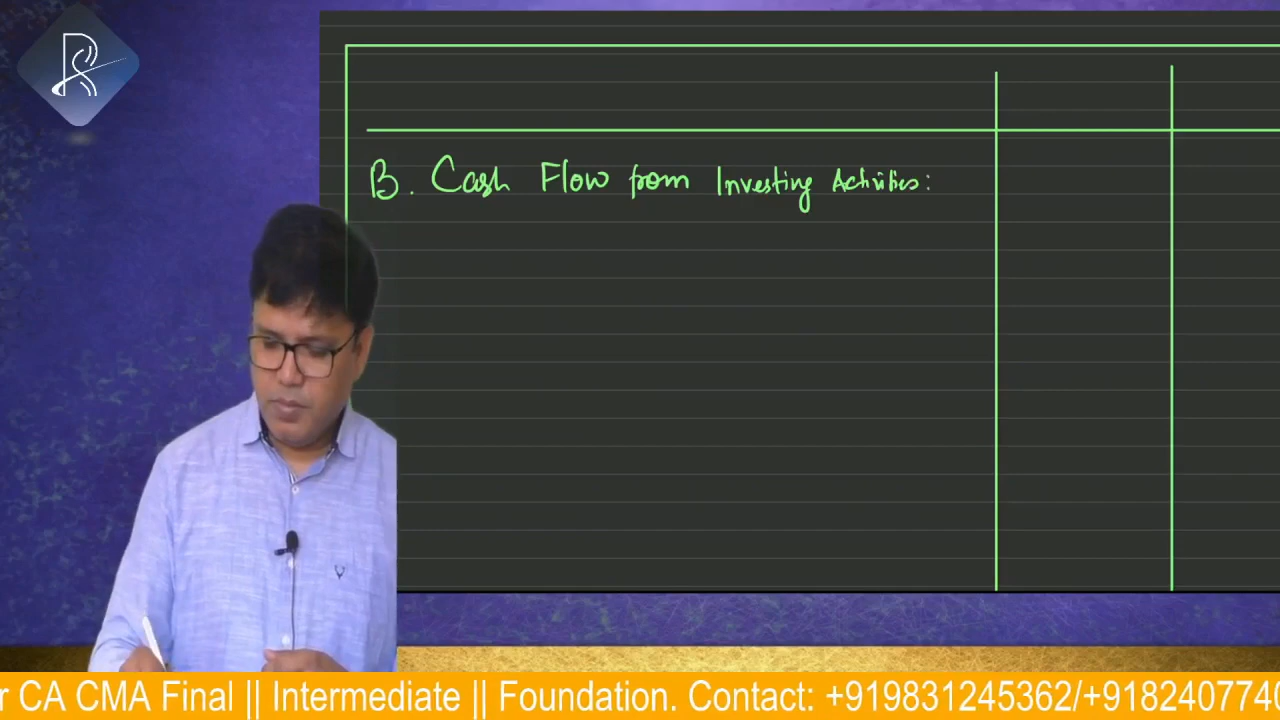 B. Cash Flow from Investing Activities:
r CA CMA Final || Intermediate || Foundation. Contact: +919831245362/+918240774